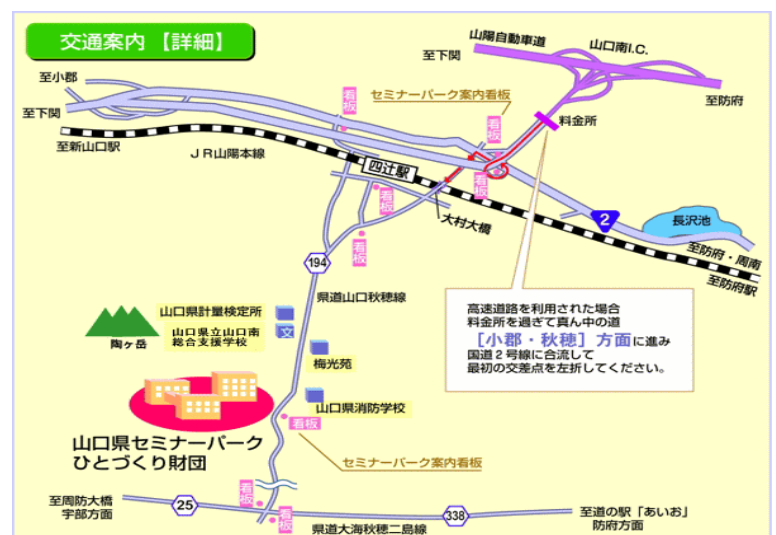 交通案内【詳細】
山陽自動車道
山口南I.C.
至下関
至防府
至小郡
至下関
看板
セミナーパーク案内看板
看板
料金所
至新山口駅
JR山陽本線
四辻駅
看板
看板
大村大橋
看板
2
長沢池
至防府・周南
至防府駅
194
県道山口秋穂線
高速道路を利用された場合
料金所を過ぎて真ん中の道
[小郡・秋穂]方面に進み
国道2号線に合流して
最初の交差点を左折してください。
山口県計量検定所
山口県立山口南
総合支援学校
文
陶ヶ岳
梅光苑
山口県消防学校
看板
山口県セミナーパーク
ひとづくり財団
セミナーパーク案内看板
看板
至周防大橋
宇部方面
25
看板
県道大海秋穂二島線
338
至道の駅「あいお」
防府方面